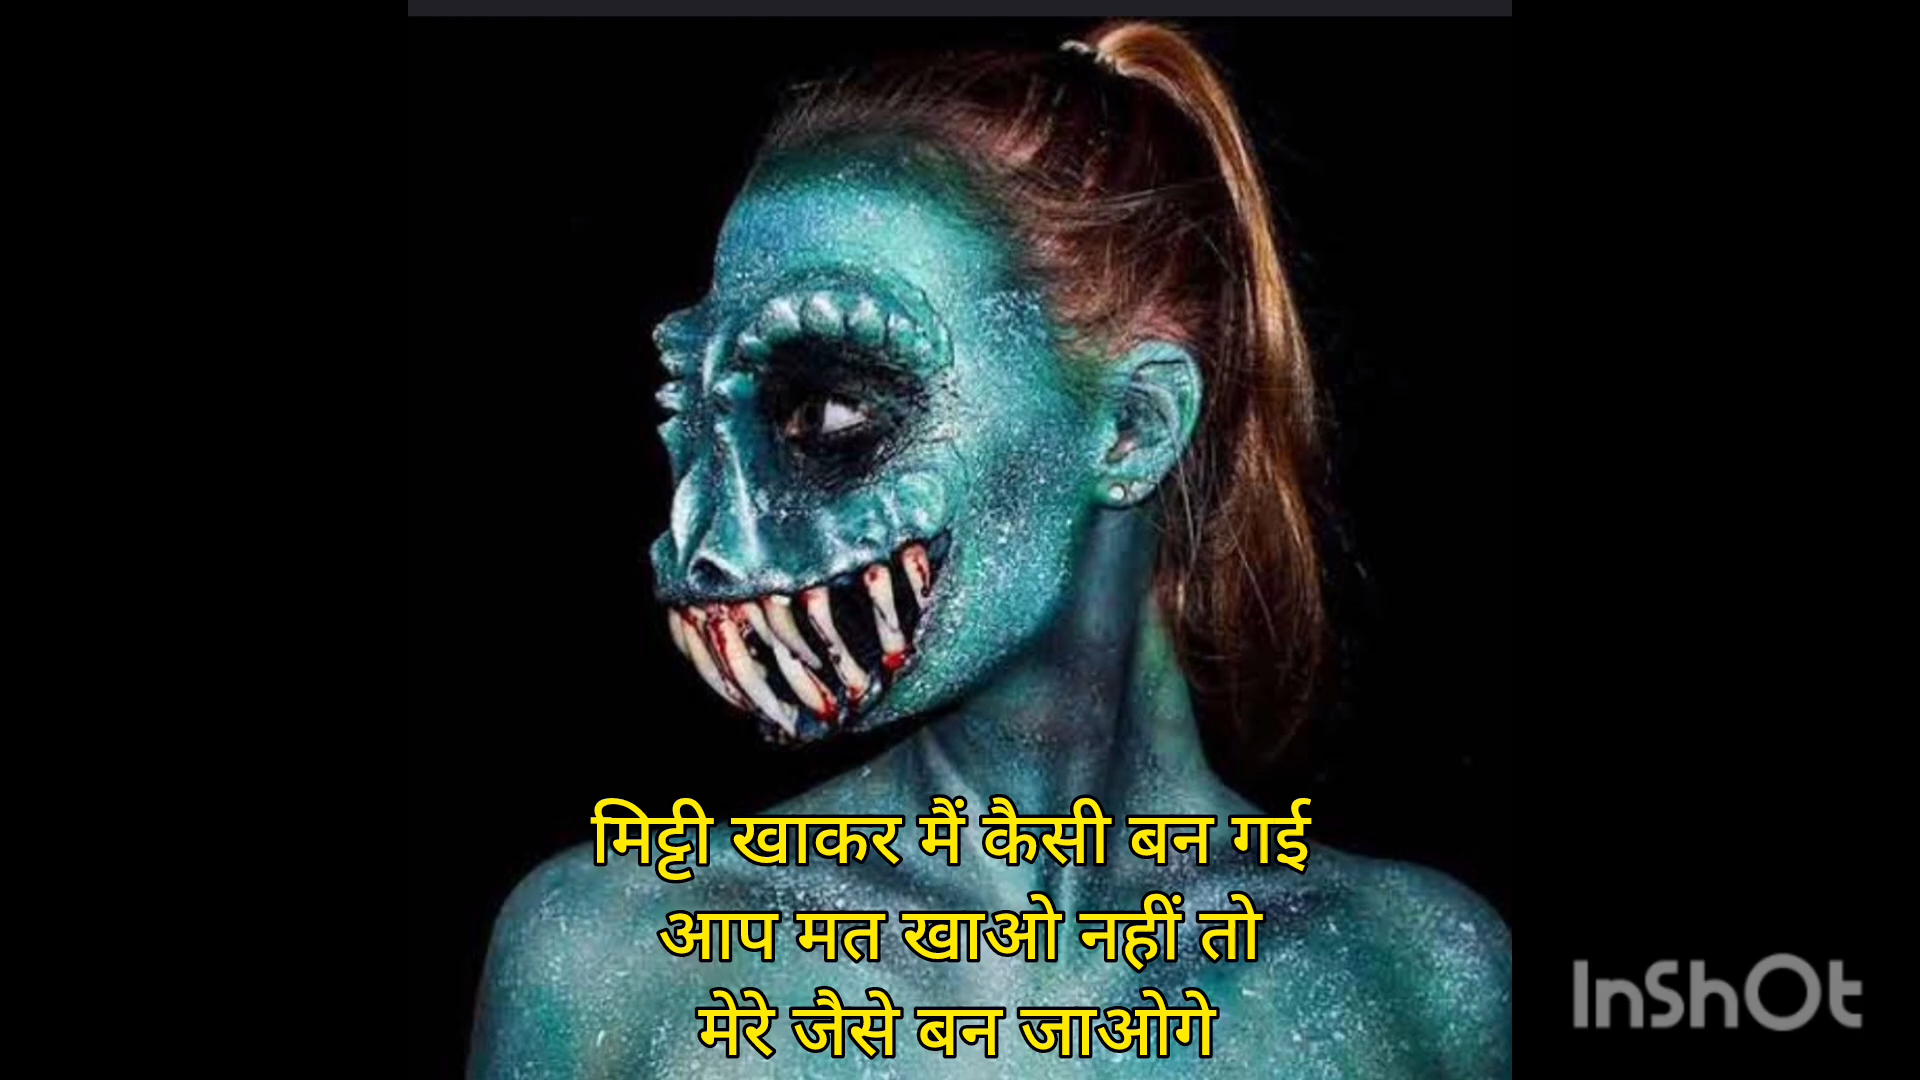 मिट्टी खाकर मैं कैसी बन गई
आप मत खाओ नहीं तो
मेरे जैसे बन जाओगे
InShOt